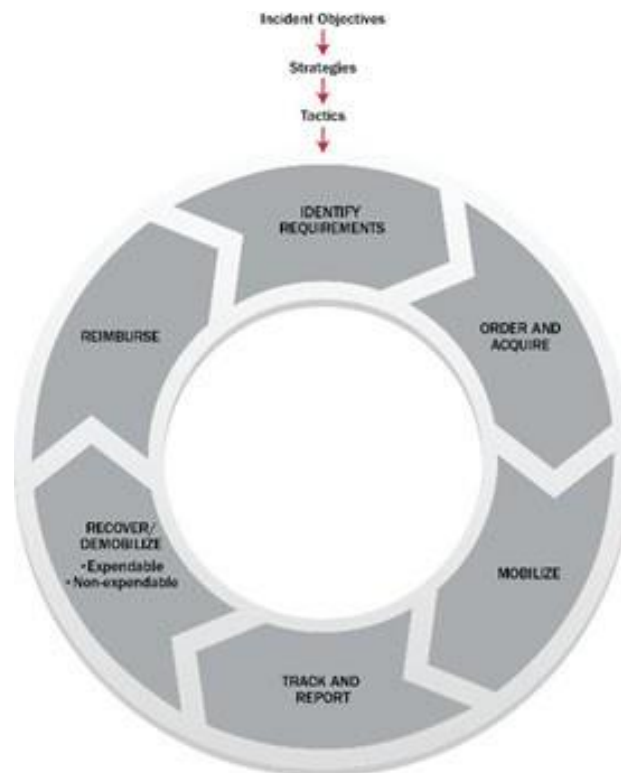 Incident Objectives
Strategies
Tactics
IDENTIFY
REQUIREMENTS
ORDER AND
ACQUIRE
MOBILIZE
TRACK AND
REPORT
RECOVER/
DEMOBILIZE
•Expendable
•Non-expendable
REIMBURSE